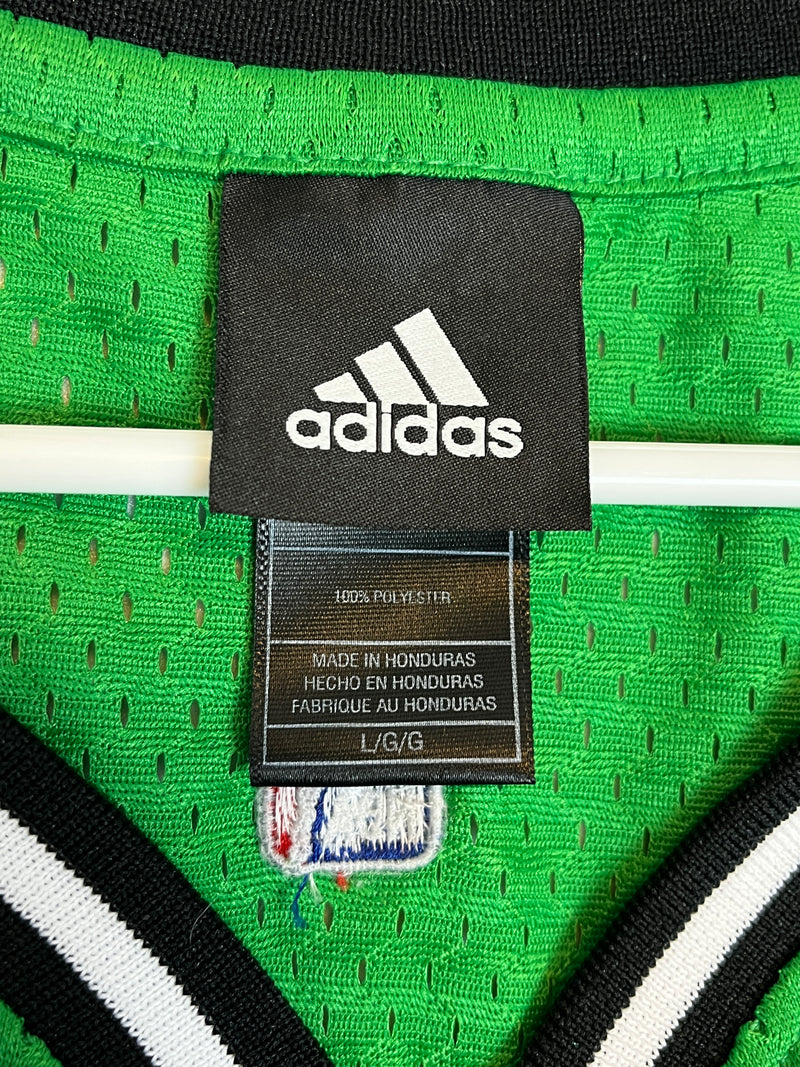 adidas
100% POLYESTER
MADE IN HONDURAS
HECHO EN HONDURAS
FABRIQUE AU HONDURAS
L/G/G